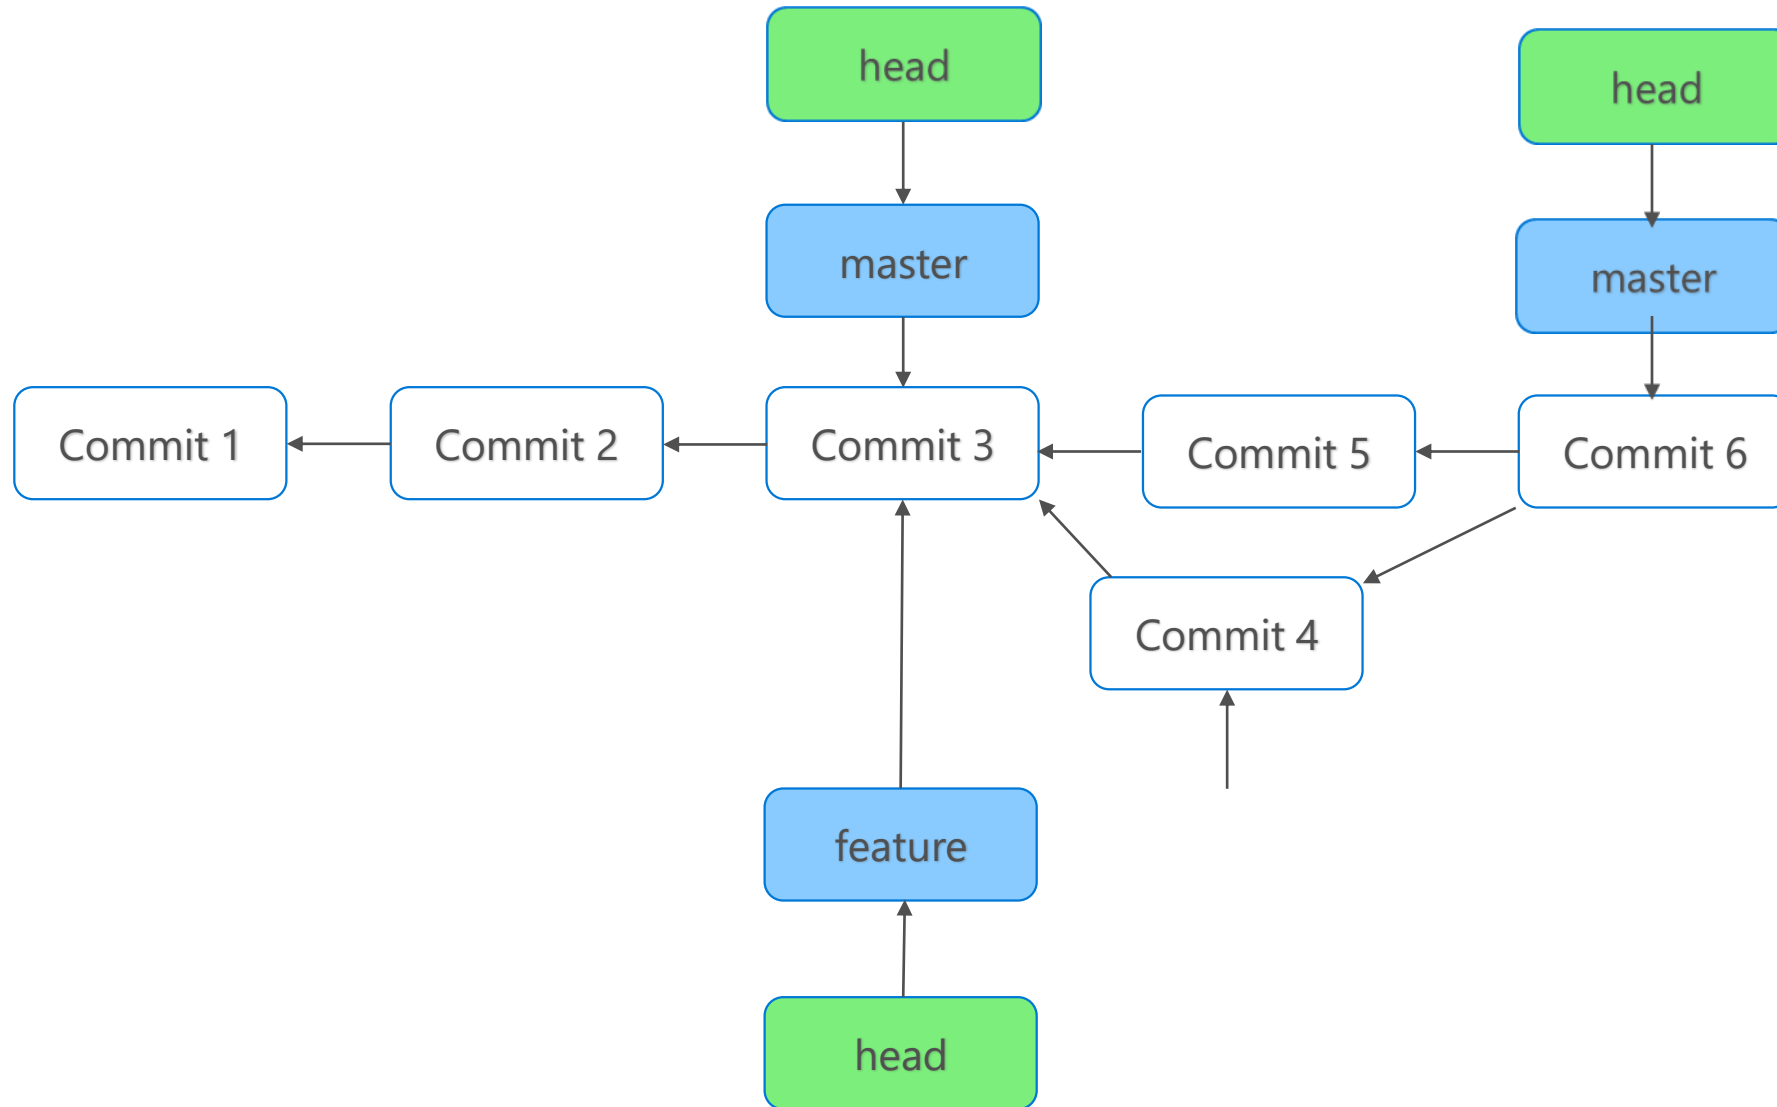 head
head
master
master
Commit 1
Commit 2
Commit 3
Commit 5
Commit 6
Commit 4
feature
head